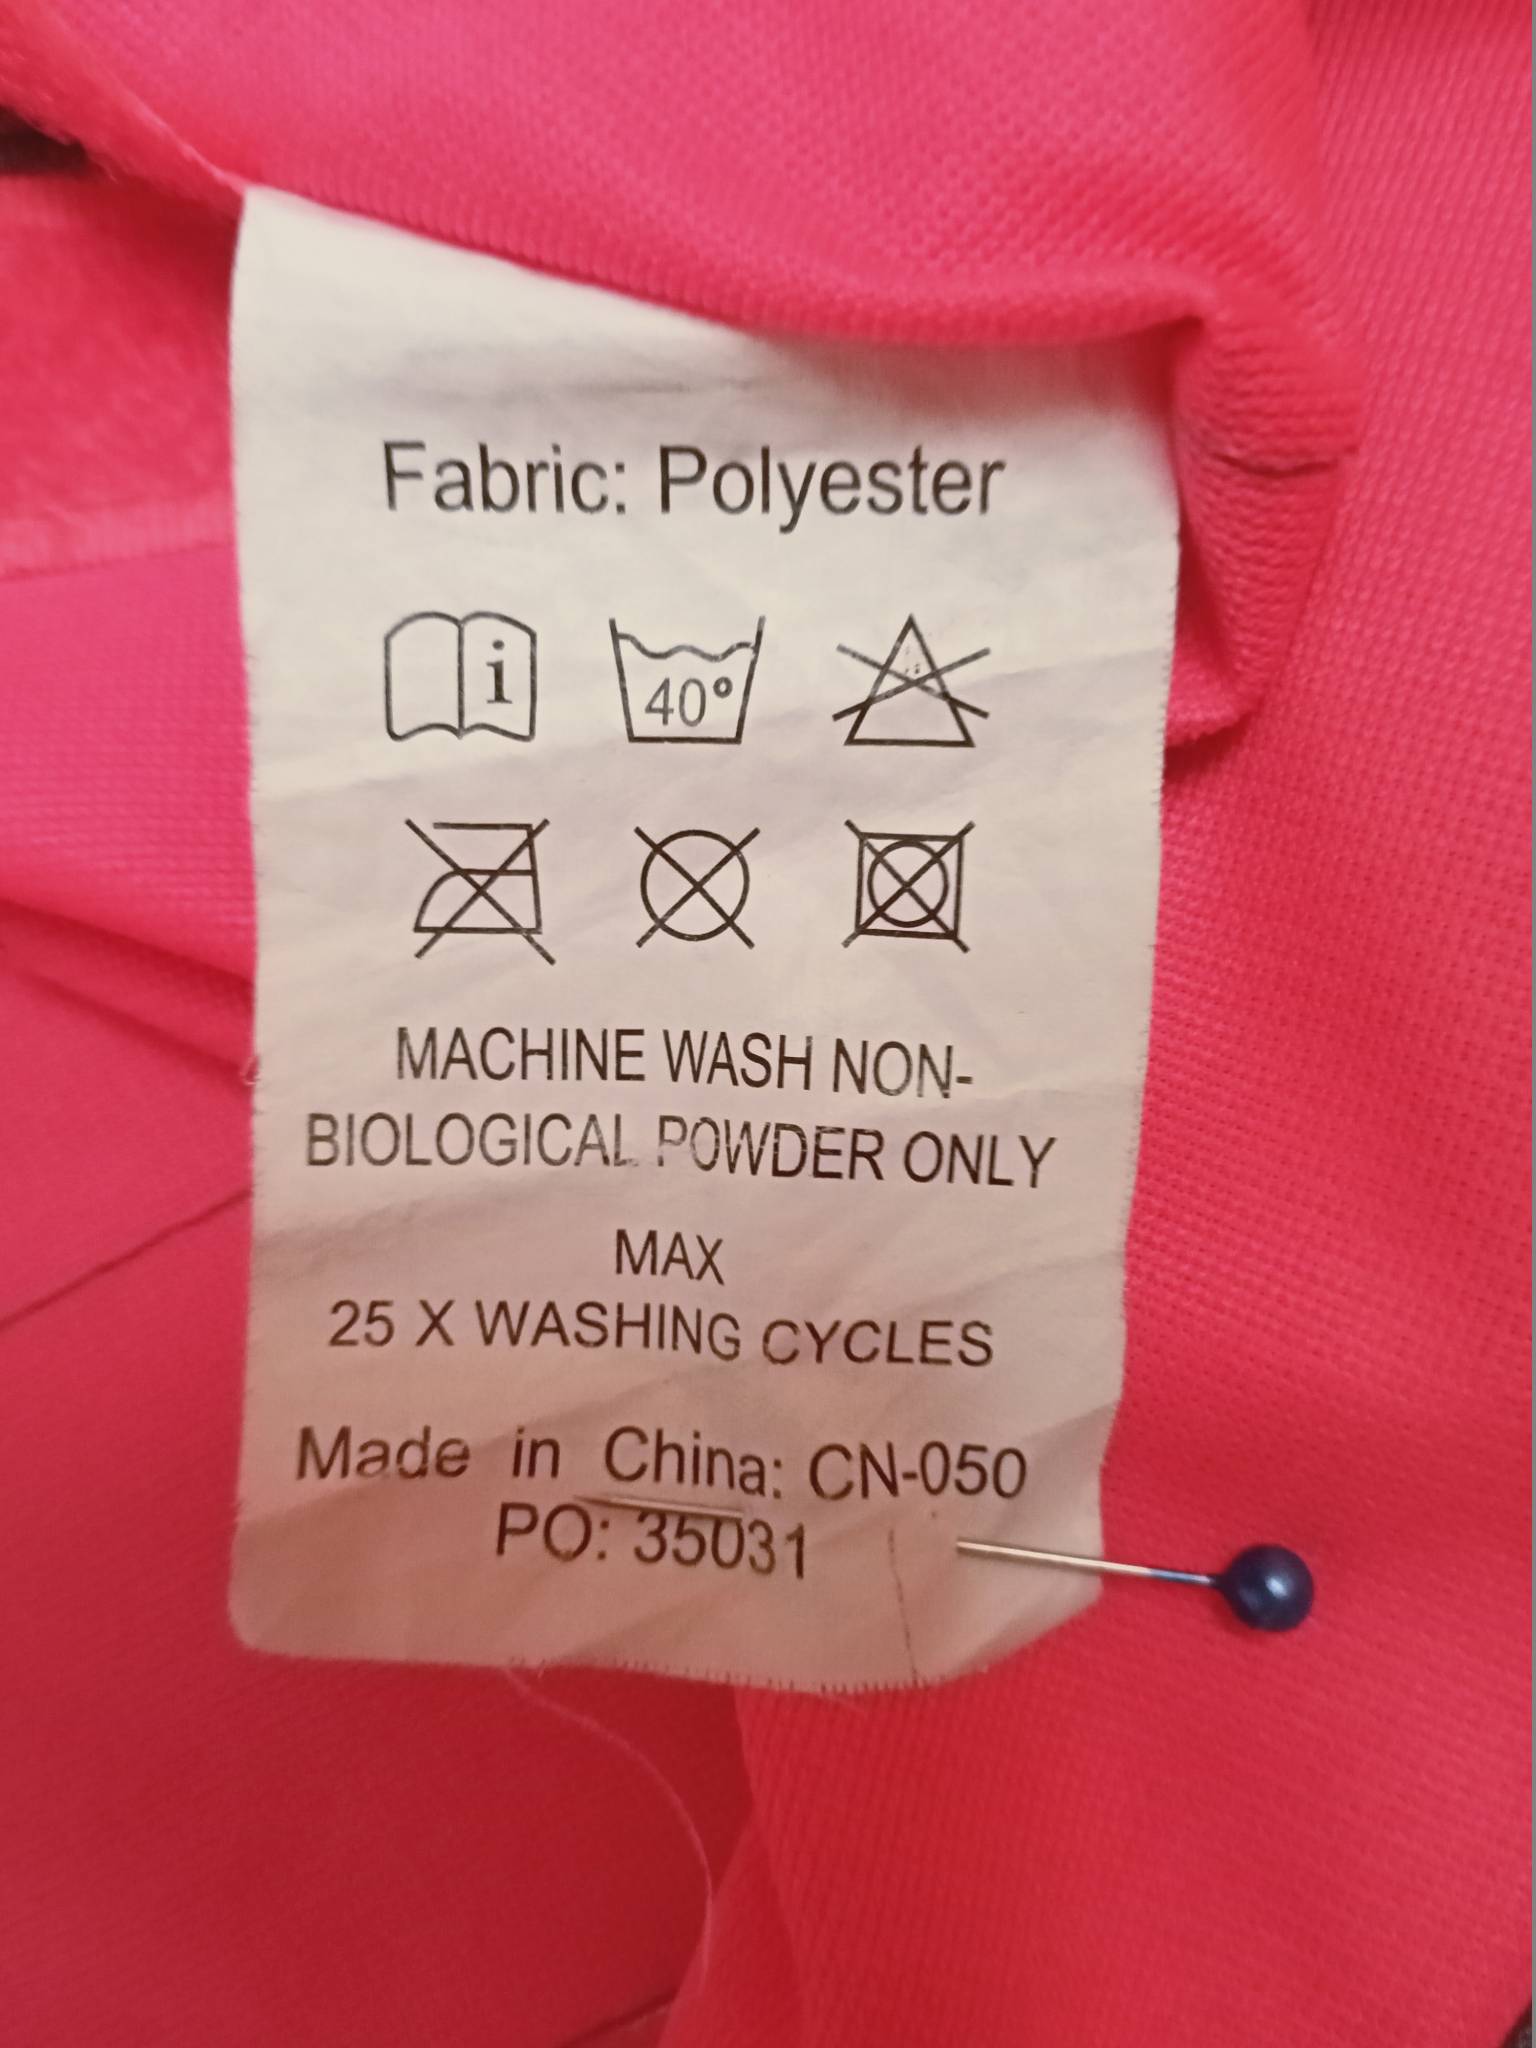 Fabric: Polyester
i
40°
MACHINE WASH NON-
BIOLOGICAL POWDER ONLY
MAX
25 X WASHING CYCLES
Made in China: CN-050
PO: 35031